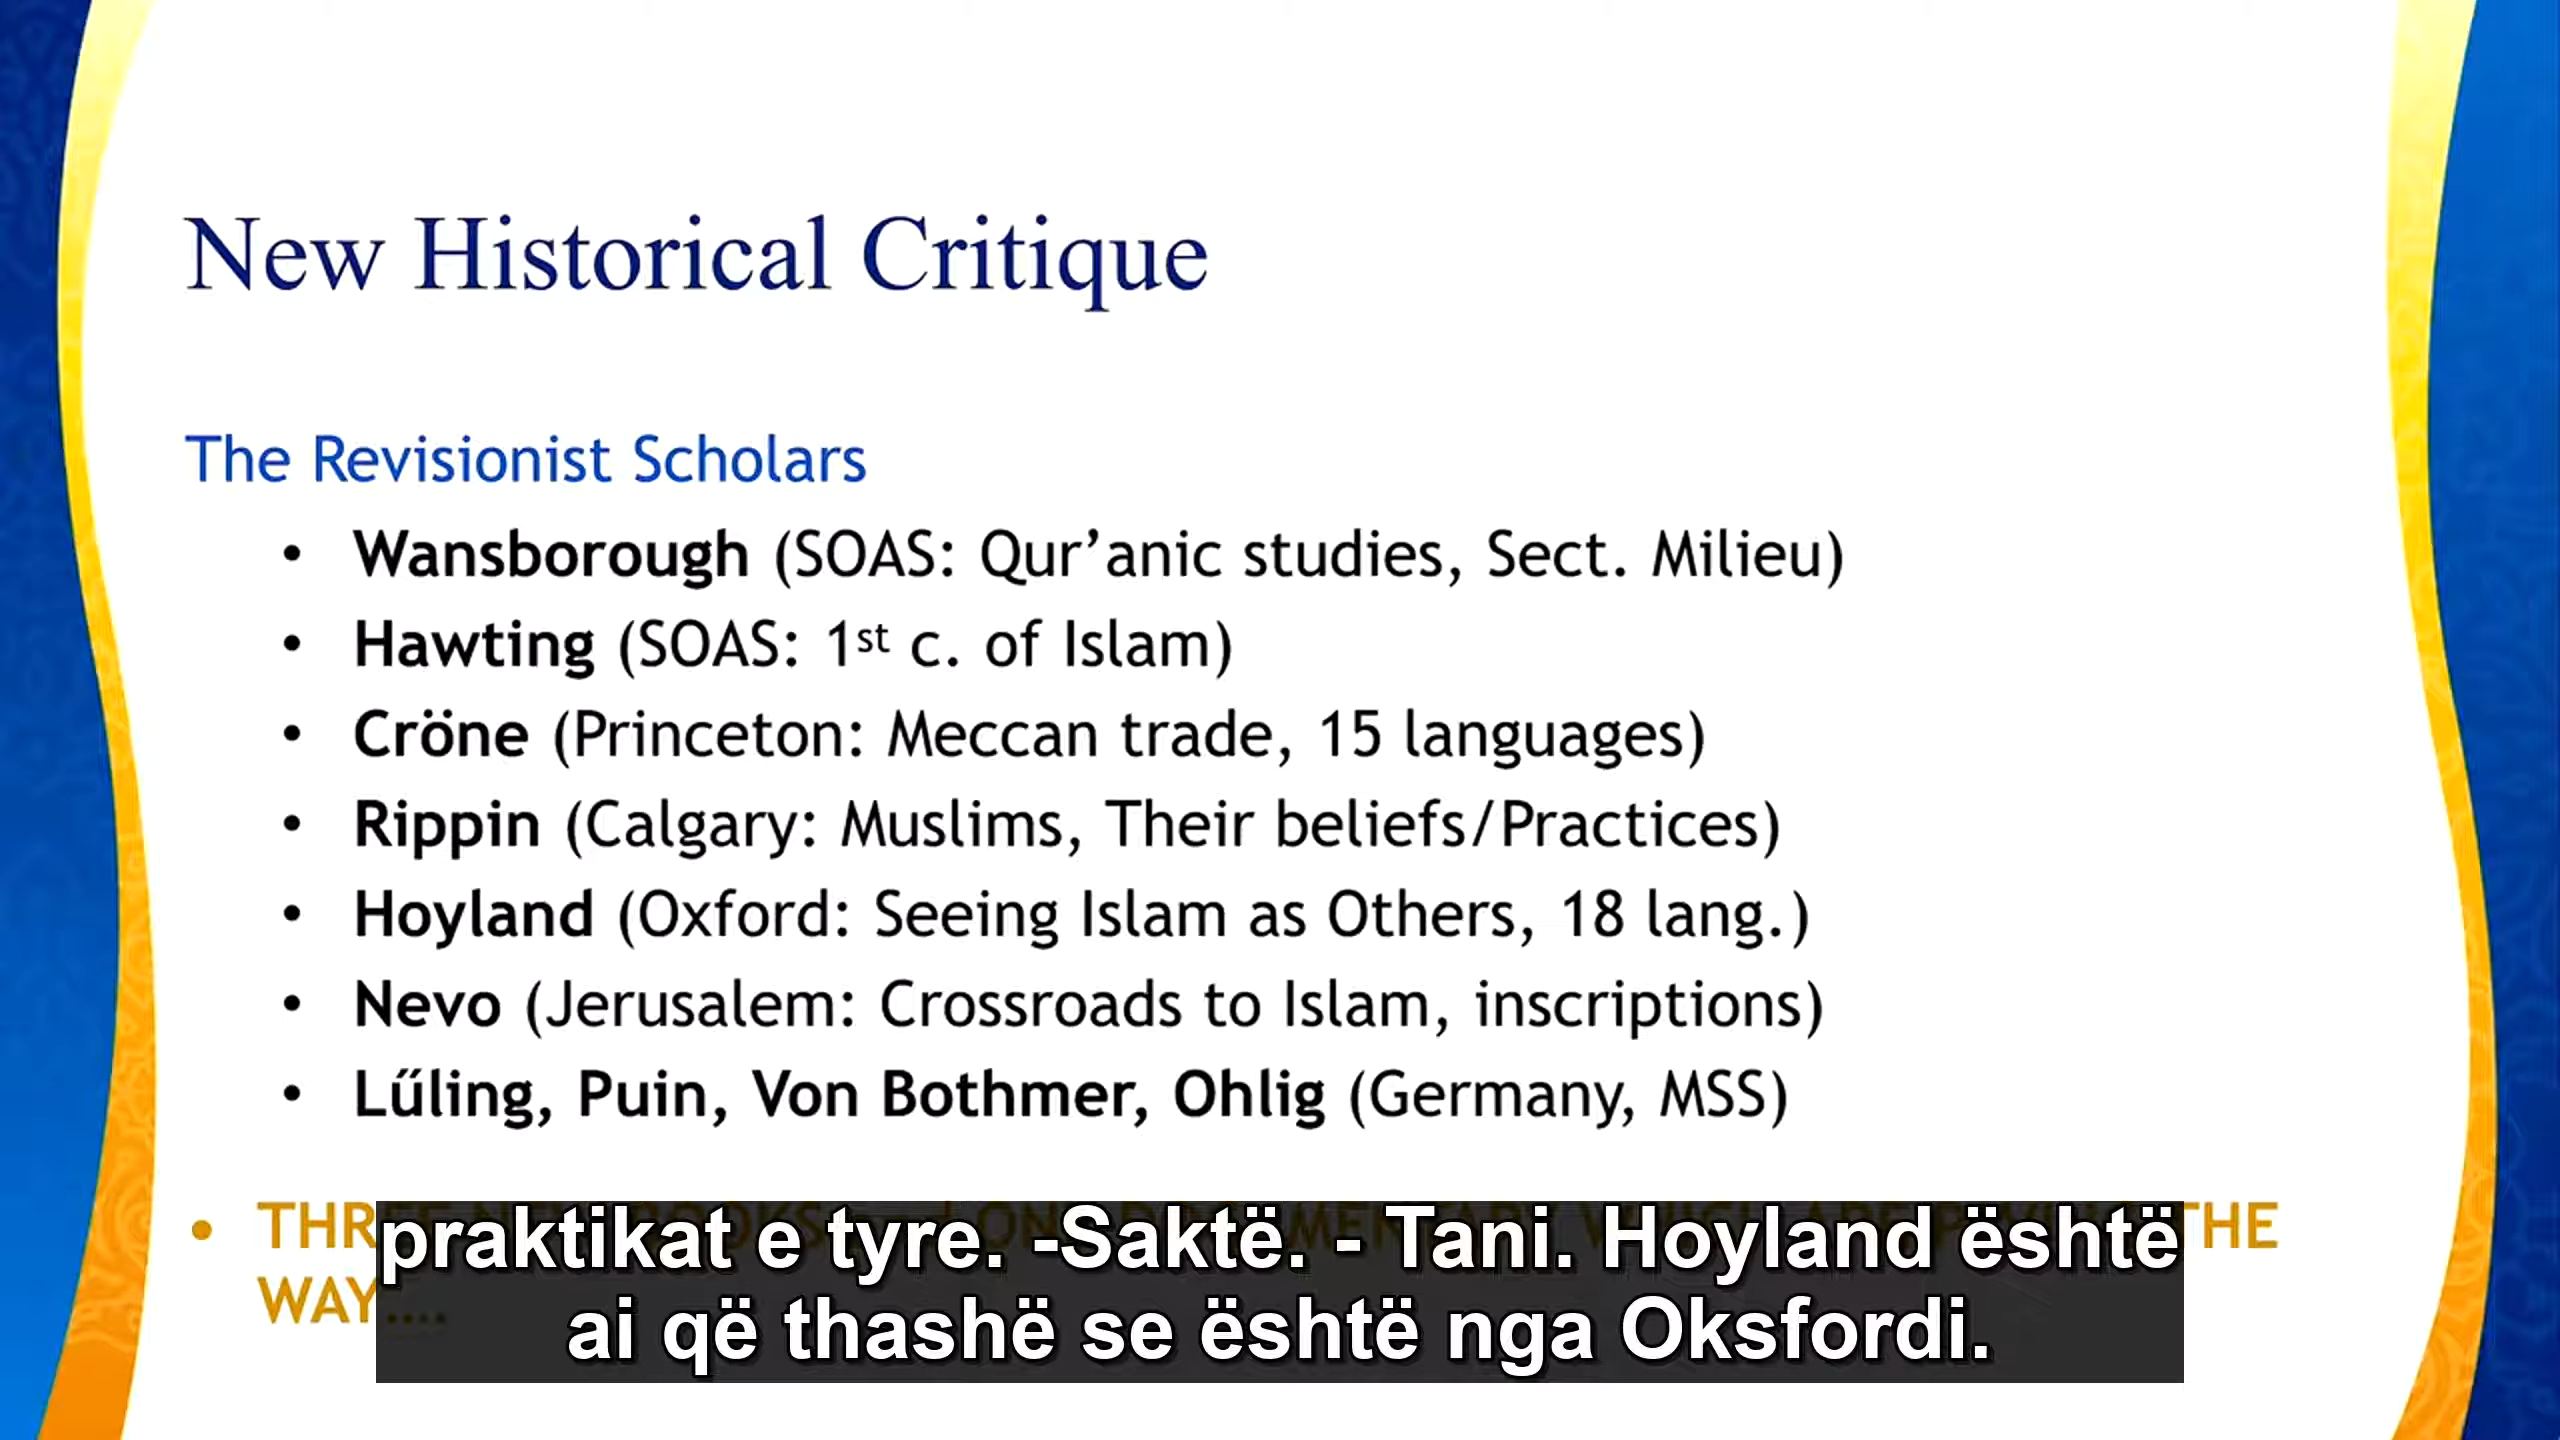 New Historical Critique
The Revisionist Scholars
• Wansborough (SOAS: Qur’anic studies, Sect. Milieu)
• Hawting (SOAS: 1st c. of Islam)
• Cröne (Princeton: Meccan trade, 15 languages)
• Rippin (Calgary: Muslims, Their beliefs/Practices)
• Hoyland (Oxford: Seeing Islam as Others, 18 lang.)
• Nevo (Jerusalem: Crossroads to Islam, inscriptions)
• Lűling, Puin, Von Bothmer, Ohlig (Germany, MSS)
• THE
WAY....
praktikat e tyre. -Saktë. - Tani. Hoyland është
ai që thashë se është nga Oksfordi.